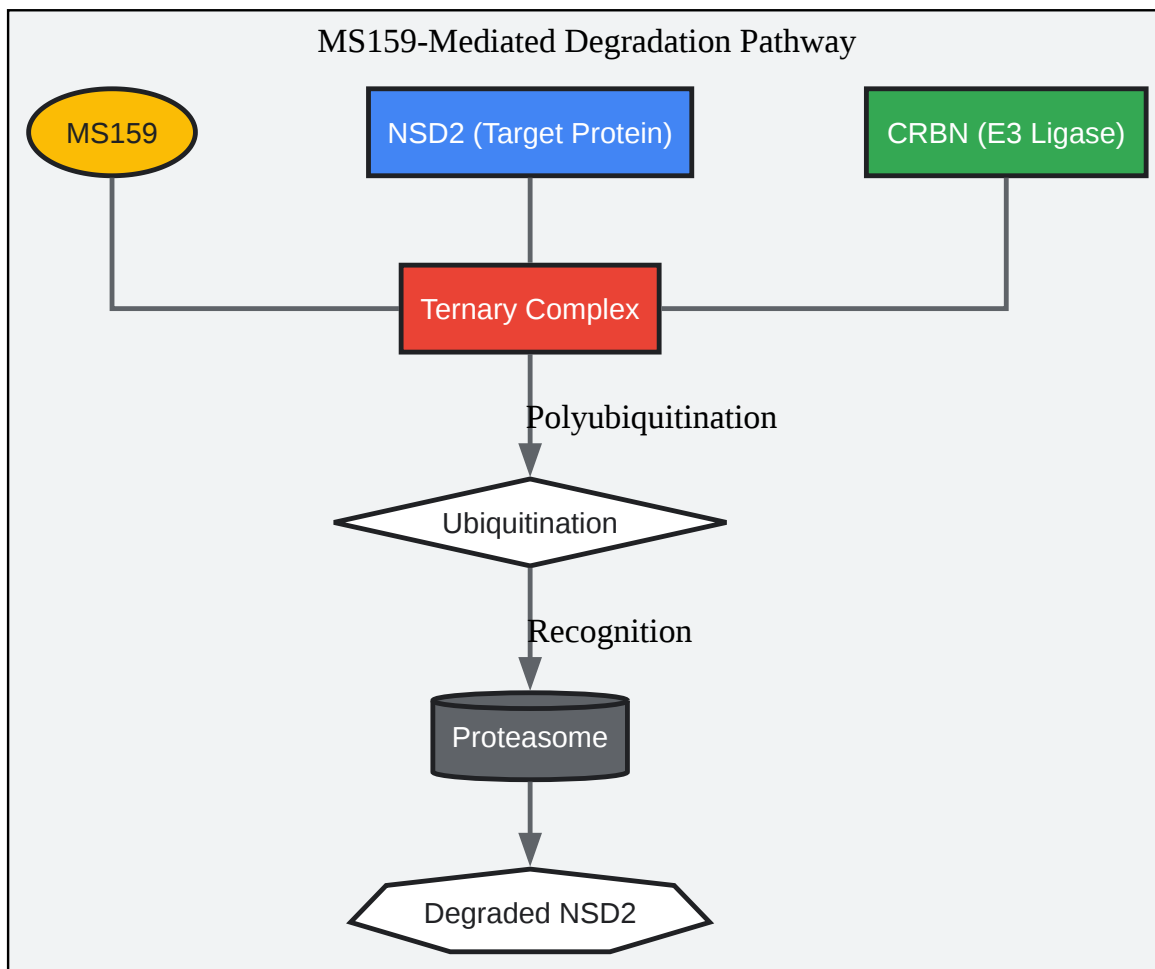 MS159-Mediated Degradation Pathway
MS159
NSD2 (Target Protein)
CRBN (E3 Ligase)
Ternary Complex
Polyubiquitination
Ubiquitination
Recognition
Proteasome
Degraded NSD2